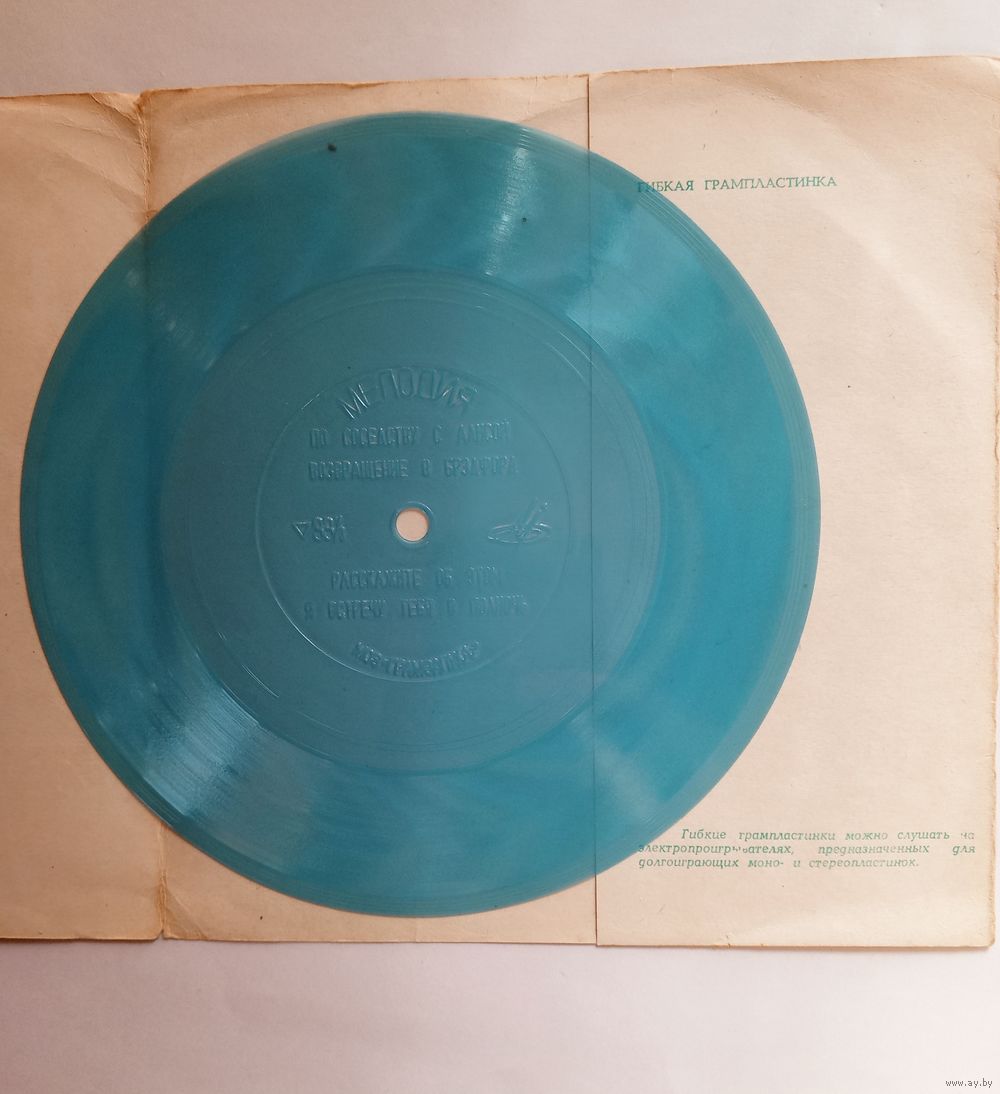 ГИБКАЯ ГРАМПЛАСТИНКА
МЕЛОДИЯ
ПО СОСЕДСТВУ С АЛИСОЙ
ВОЗВРАЩЕНИЕ В БРЭДФОРД
33⅓
РАССКАЖИТЕ ОБ ЭТОМ
Я ВСТРЕЧУ ТЕБЯ В ПОЛНОЧЬ
Гибкие грампластинки можно слушать на
электропроигрывателях, предназначенных для
долгоиграющих моно- и стереопластинок.
www.ay.by